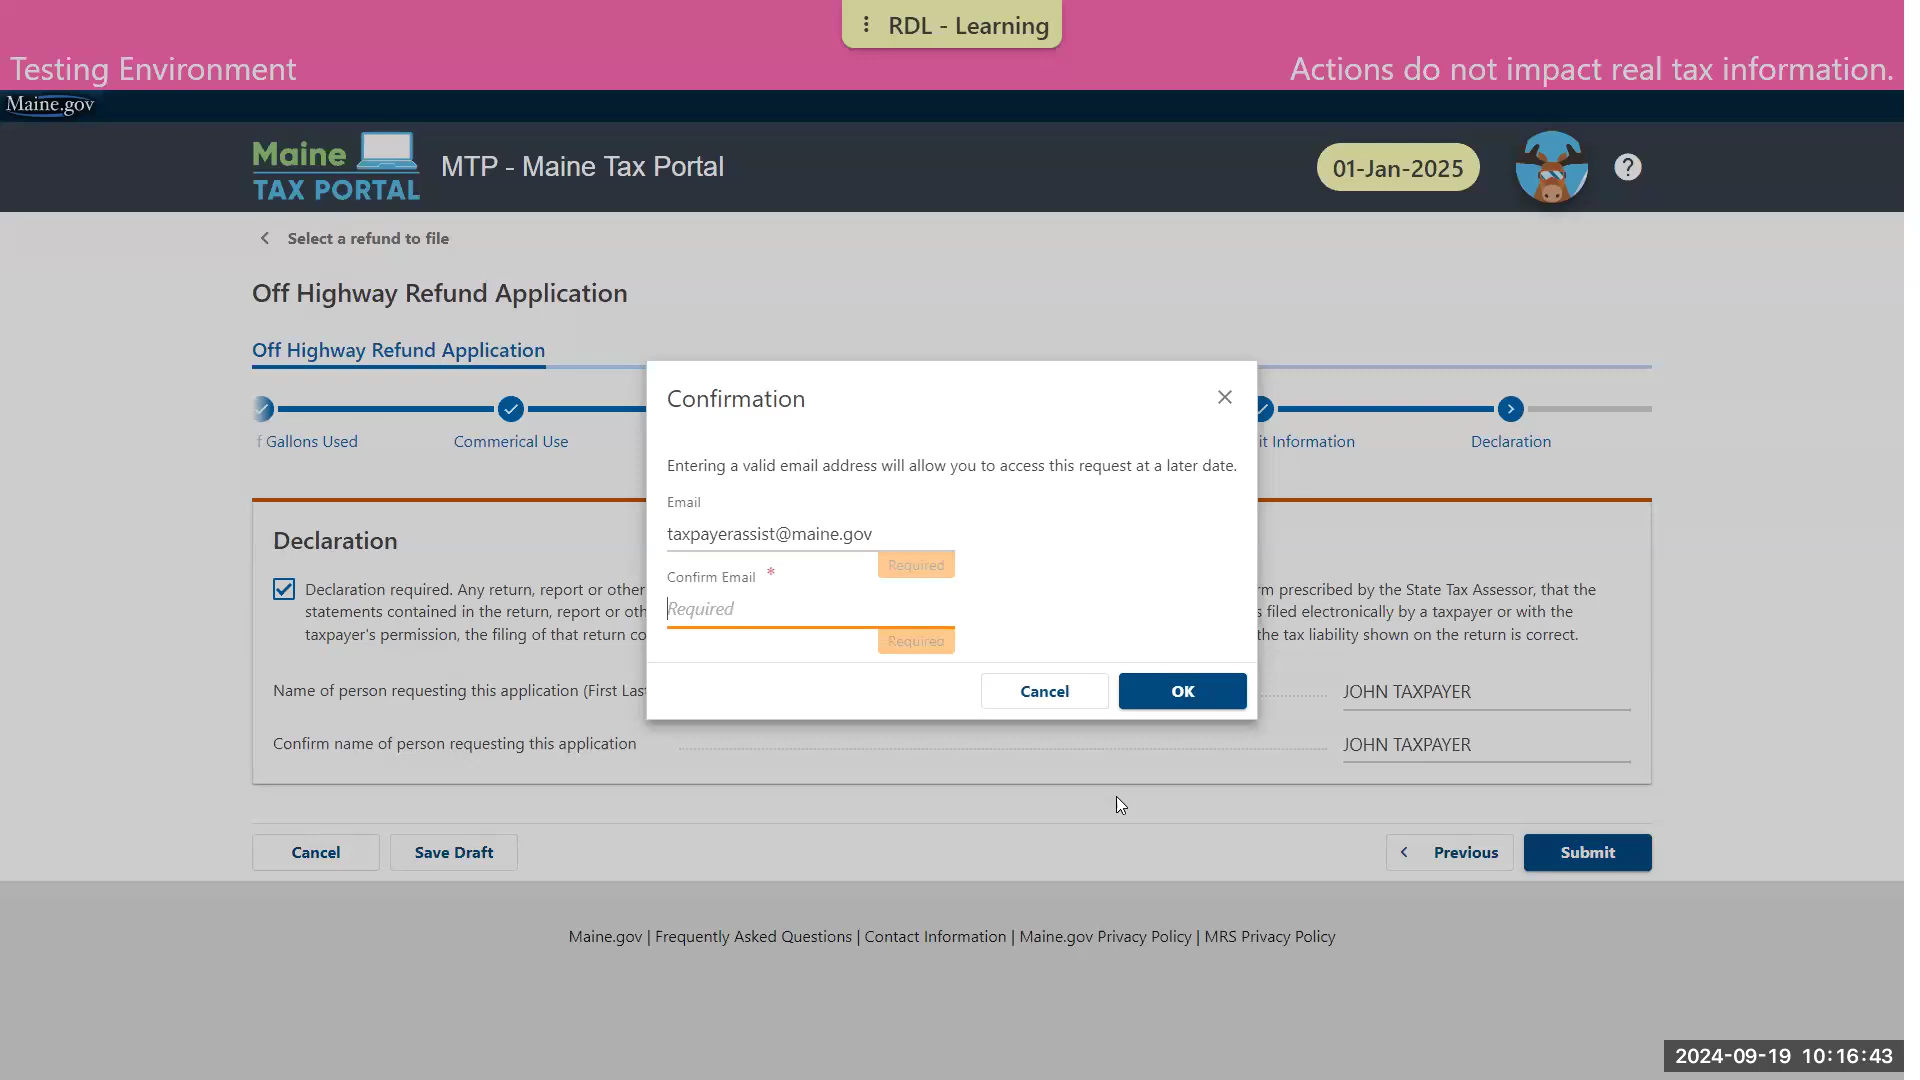 RDL - Learning
Testing Environment
Actions do not impact real tax information.
Maine.gov
Maine
TAX PORTAL
MTP - Maine Tax Portal
01-Jan-2025
?
Select a refund to file
Off Highway Refund Application
Off Highway Refund Application
f Gallons Used
Commerical Use
it Information
Declaration
Confirmation
Entering a valid email address will allow you to access this request at a later date.
Email
taxpayerassist@maine.gov
Required
Confirm Email *
Required
Required
Cancel
OK
Declaration
Declaration required. Any return, report or other
rm prescribed by the State Tax Assessor, that the
statements contained in the return, report or oth
s filed electronically by a taxpayer or with the
taxpayer's permission, the filing of that return co
the tax liability shown on the return is correct.
Name of person requesting this application (First Las
JOHN TAXPAYER
Confirm name of person requesting this application
JOHN TAXPAYER
Cancel
Save Draft
Previous
Submit
Maine.gov | Frequently Asked Questions | Contact Information | Maine.gov Privacy Policy | MRS Privacy Policy
2024-09-19 10:16:43